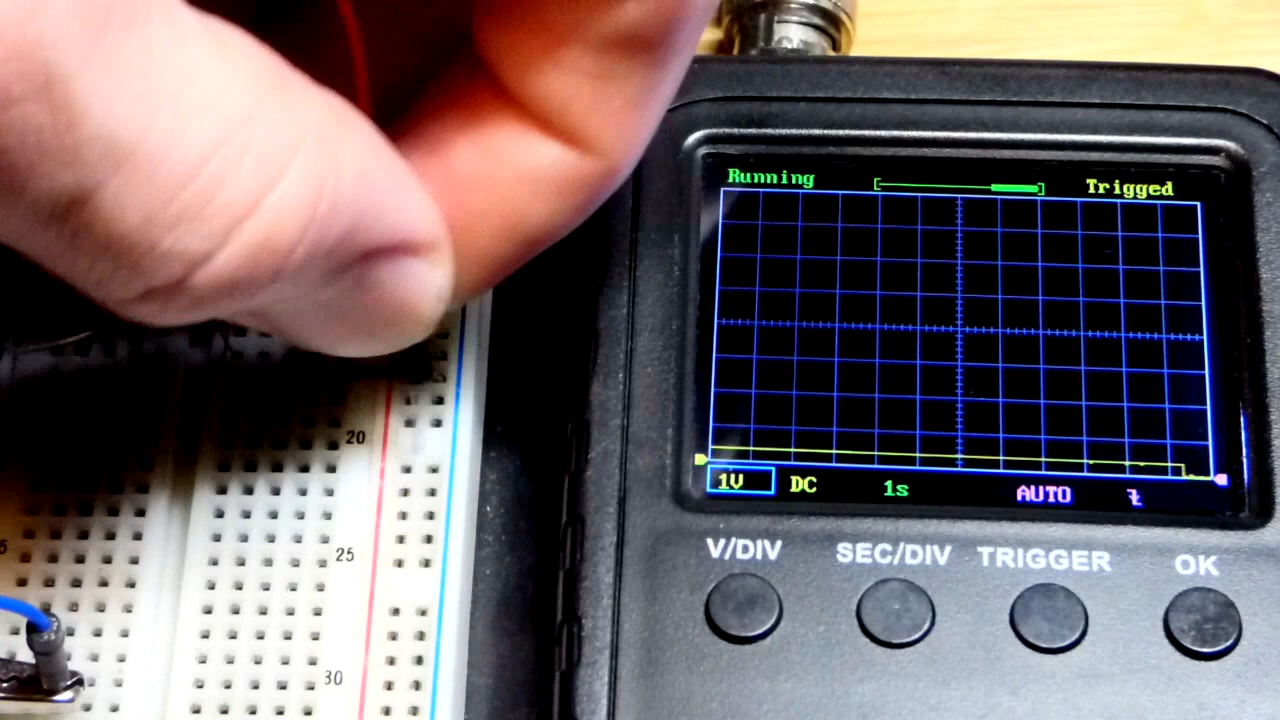 Running Trigged
1V DC 1s AUTO
V/DIV SEC/DIV TRIGGER OK
20
25
30